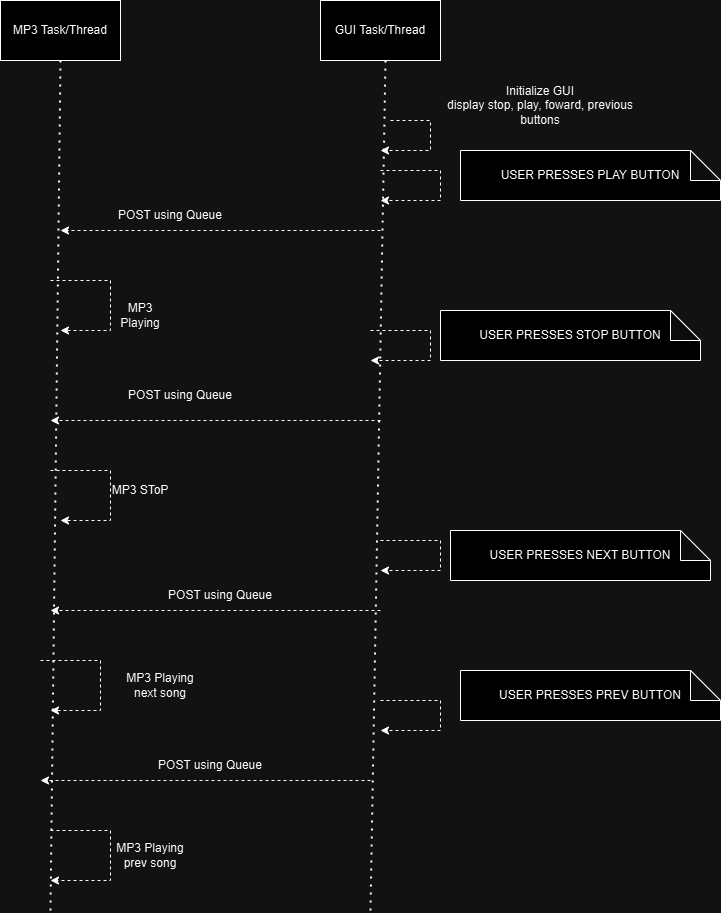 MP3 Task/Thread
GUI Task/Thread
Initialize GUI
display stop, play, foward, previous
buttons
USER PRESSES PLAY BUTTON
POST using Queue
MP3
Playing
USER PRESSES STOP BUTTON
POST using Queue
MP3 SToP
USER PRESSES NEXT BUTTON
POST using Queue
MP3 Playing
next song
USER PRESSES PREV BUTTON
POST using Queue
MP3 Playing
prev song